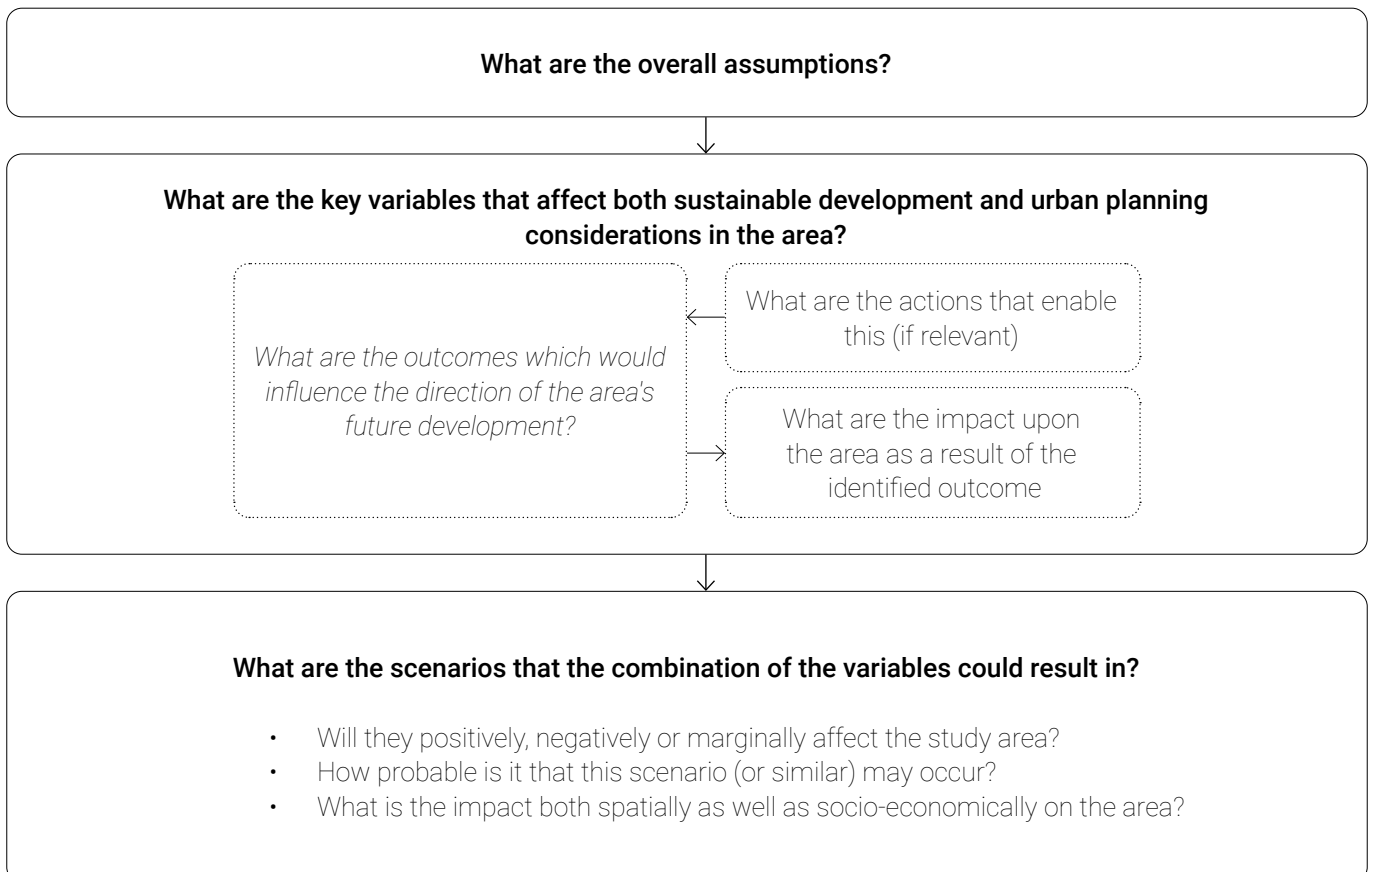 What are the overall assumptions?
What are the key variables that affect both sustainable development and urban planning
considerations in the area?
What are the outcomes which would
influence the direction of the area's
future development?
What are the actions that enable
this (if relevant)
What are the impact upon
the area as a result of the
identified outcome
What are the scenarios that the combination of the variables could result in?
• Will they positively, negatively or marginally affect the study area?
• How probable is it that this scenario (or similar) may occur?
• What is the impact both spatially as well as socio-economically on the area?